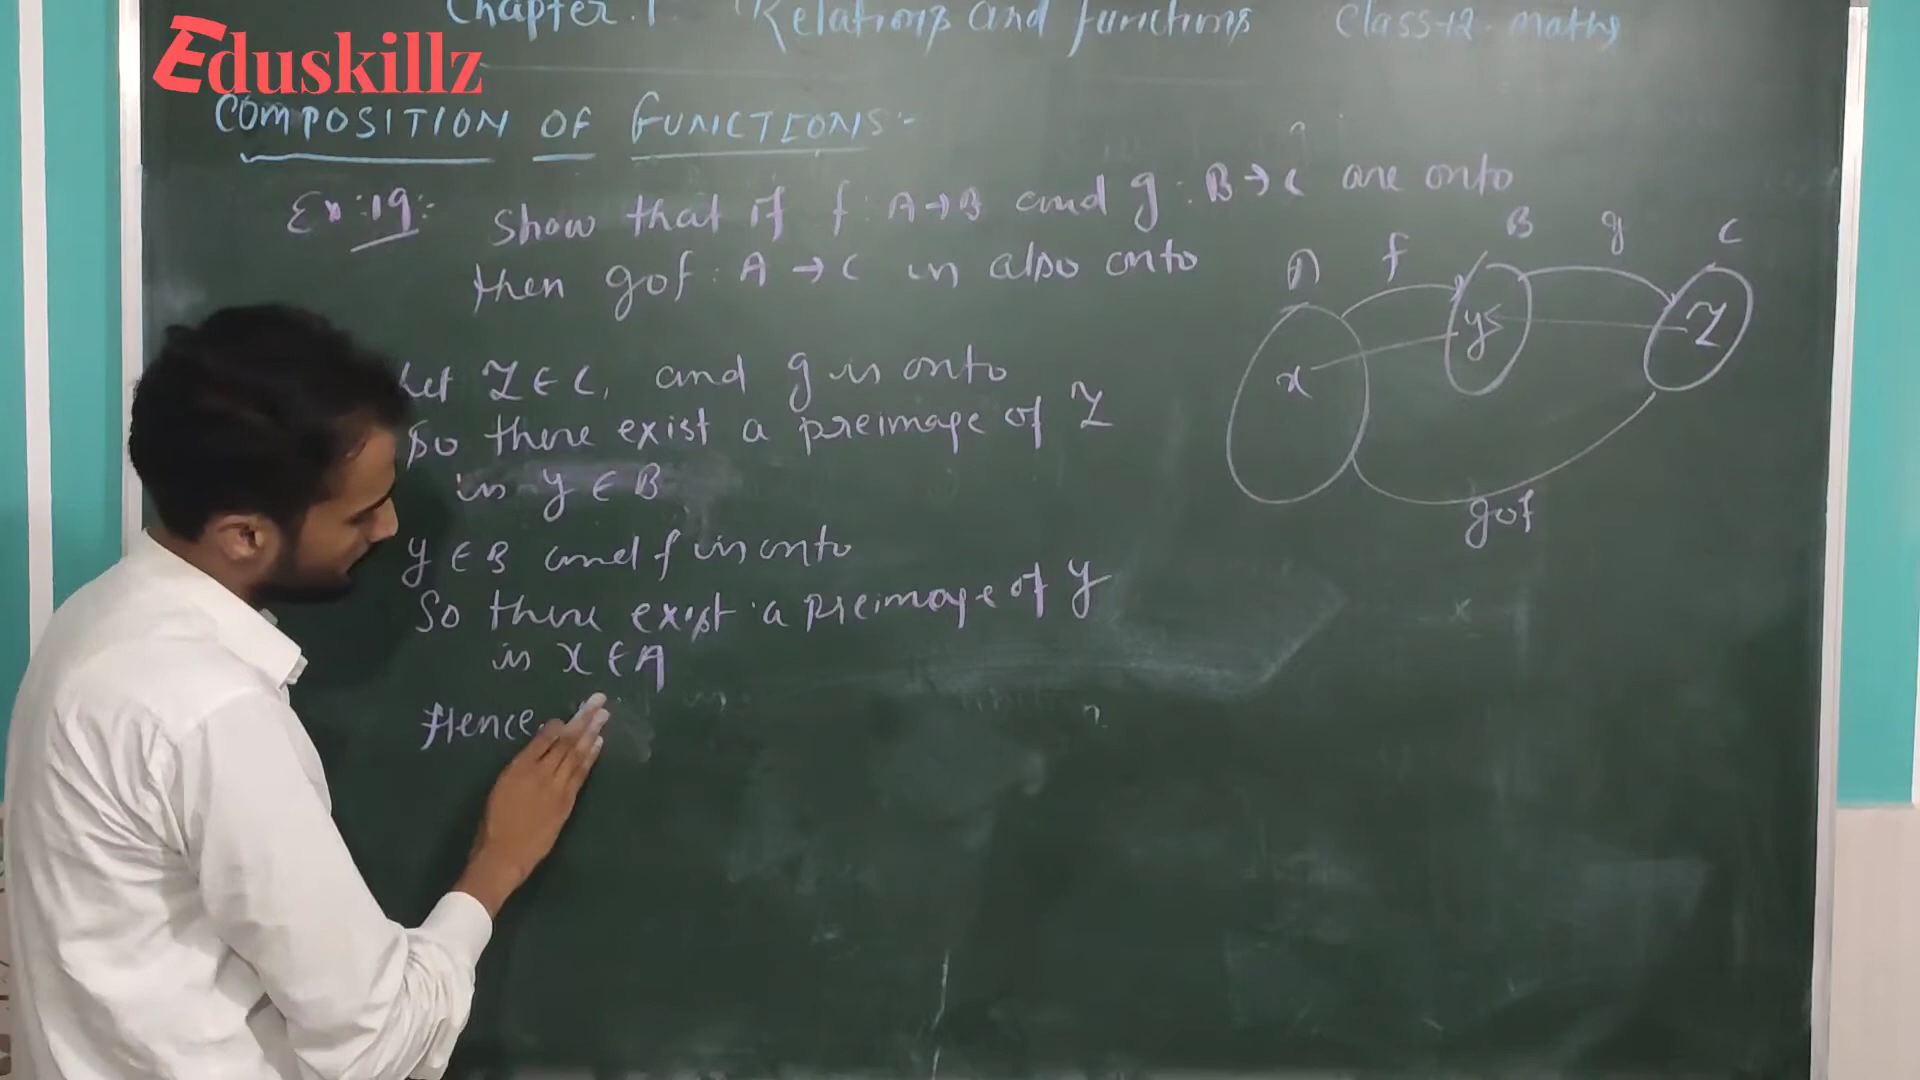 Chapter.1 Relations and functions Class-12. maths
Eduskillz
COMPOSITION OF FUNCTIONS:-
Ex:19:- Show that if f: A→B and g: B→C are onto
then gof: A→C is also onto
A f B g C
x y z
gof
Let Z∈C, and g is onto
So there exist a preimage of Z
is y∈B
y∈B and f is onto
So there exist a preimage of y
is x∈A
Hence